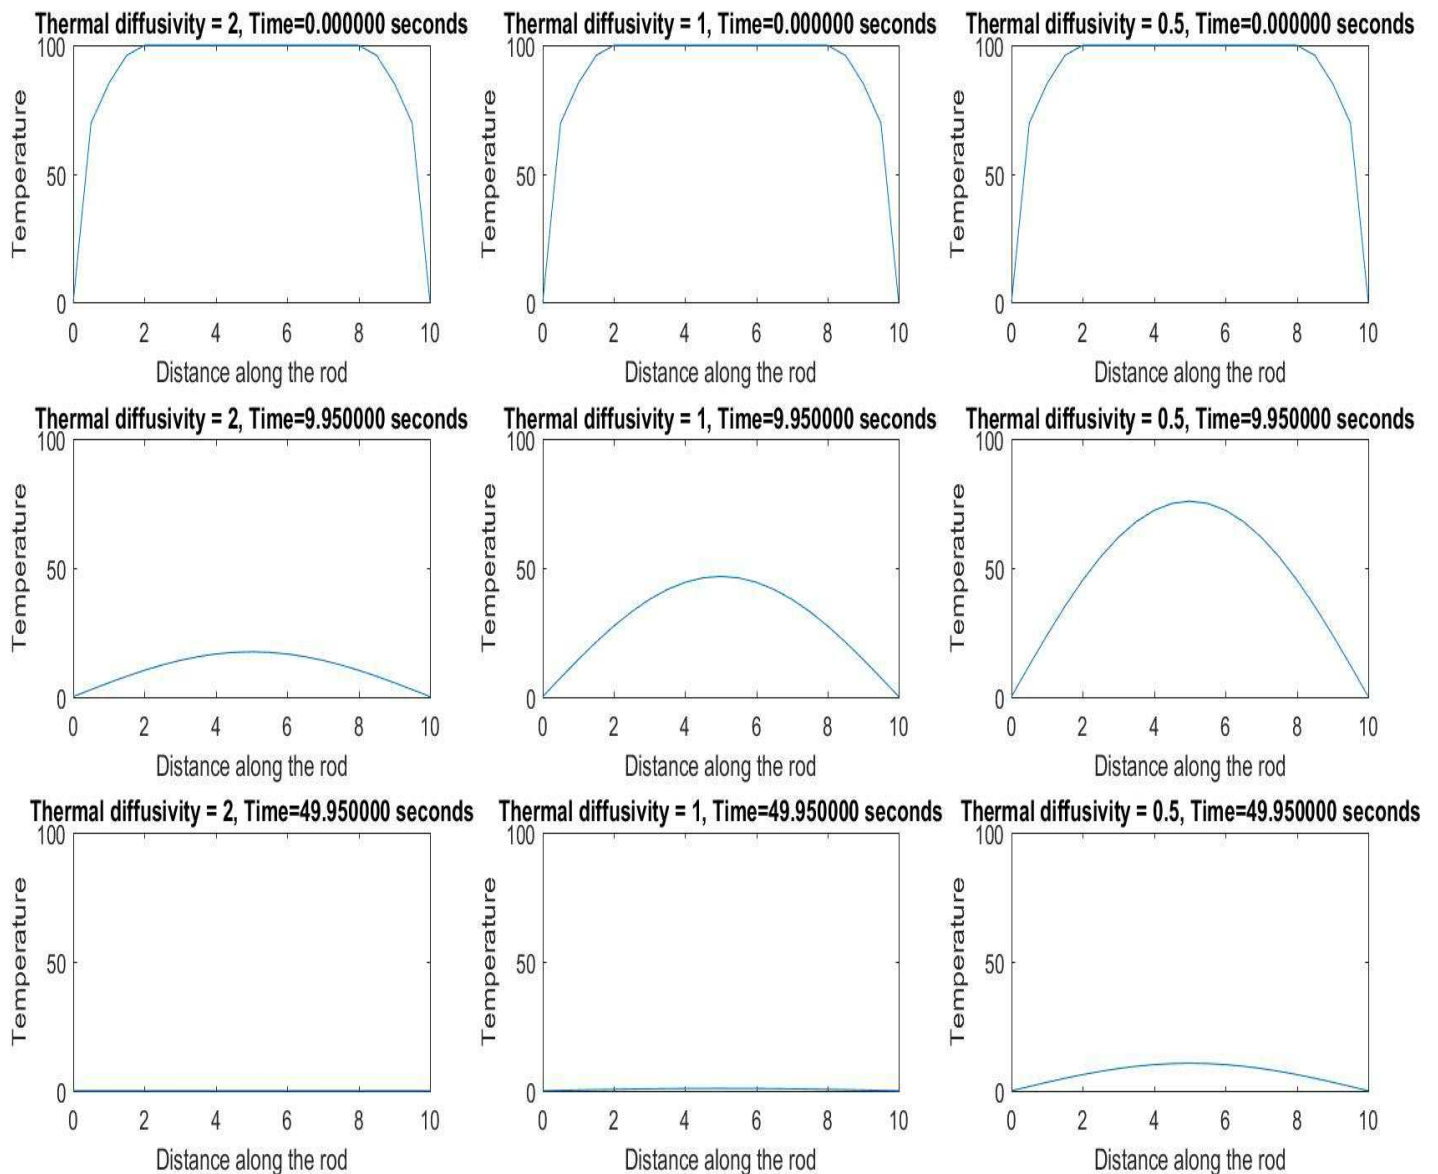 Thermal diffusivity = 2, Time=0.000000 seconds
100
50
0
0 2 4 6 8 10
Temperature
Distance along the rod
Thermal diffusivity = 1, Time=0.000000 seconds
100
50
0
0 2 4 6 8 10
Temperature
Distance along the rod
Thermal diffusivity = 0.5, Time=0.000000 seconds
100
50
0
0 2 4 6 8 10
Temperature
Distance along the rod
Thermal diffusivity = 2, Time=9.950000 seconds
100
50
0
0 2 4 6 8 10
Temperature
Distance along the rod
Thermal diffusivity = 1, Time=9.950000 seconds
100
50
0
0 2 4 6 8 10
Temperature
Distance along the rod
Thermal diffusivity = 0.5, Time=9.950000 seconds
100
50
0
0 2 4 6 8 10
Temperature
Distance along the rod
Thermal diffusivity = 2, Time=49.950000 seconds
100
50
0
0 2 4 6 8 10
Temperature
Distance along the rod
Thermal diffusivity = 1, Time=49.950000 seconds
100
50
0
0 2 4 6 8 10
Temperature
Distance along the rod
Thermal diffusivity = 0.5, Time=49.950000 seconds
100
50
0
0 2 4 6 8 10
Temperature
Distance along the rod